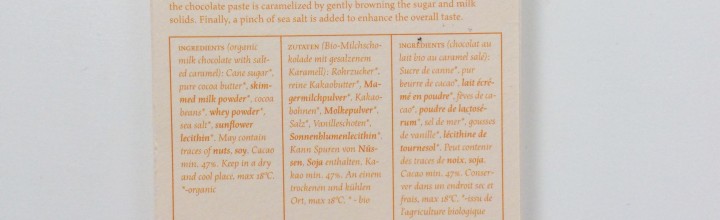 the chocolate paste is caramelized by gently browning the sugar and milk
solids. Finally, a pinch of sea salt is added to enhance the overall taste.
INGREDIENTS (organic
milk chocolate with salt-
ed caramel): Cane sugar*,
pure cocoa butter*, skim-
med milk powder*, cocoa
beans*, whey powder*,
sea salt*, sunflower
lecithin*. May contain
traces of nuts, soy. Cacao
min. 47%. Keep in a dry
and cool place, max 18°C.
*-organic
ZUTATEN (Bio-Milchscho-
kolade mit gesalzenem
Karamell): Rohrzucker*,
reine Kakaobutter*, Ma-
germilchpulver*, Kakao-
bohnen*, Molkepulver*,
Salz*, Vanilleschoten*,
Sonnenblumenlecithin*.
Kann Spuren von Nüs-
sen, Soja enthalten. Ka-
kao min. 47%. An einem
trockenen und kühlen
Ort, max 18°C. * - bio
INGRÉDIENTS (chocolat au
lait bio au caramel salé):
Sucre de canne*, pur
beurre de cacao*, lait écré-
mé en poudre*, fèves de ca-
cao*, poudre de lactosé-
rum*, sel de mer*, gousses
de vanille*, lécithine de
tournesol*. Peut contenir
des traces de noix, soja.
Cacao min. 47%. Conser-
ver dans un endroit sec et
frais, max 18°C. *-issu de
l'agriculture biologique